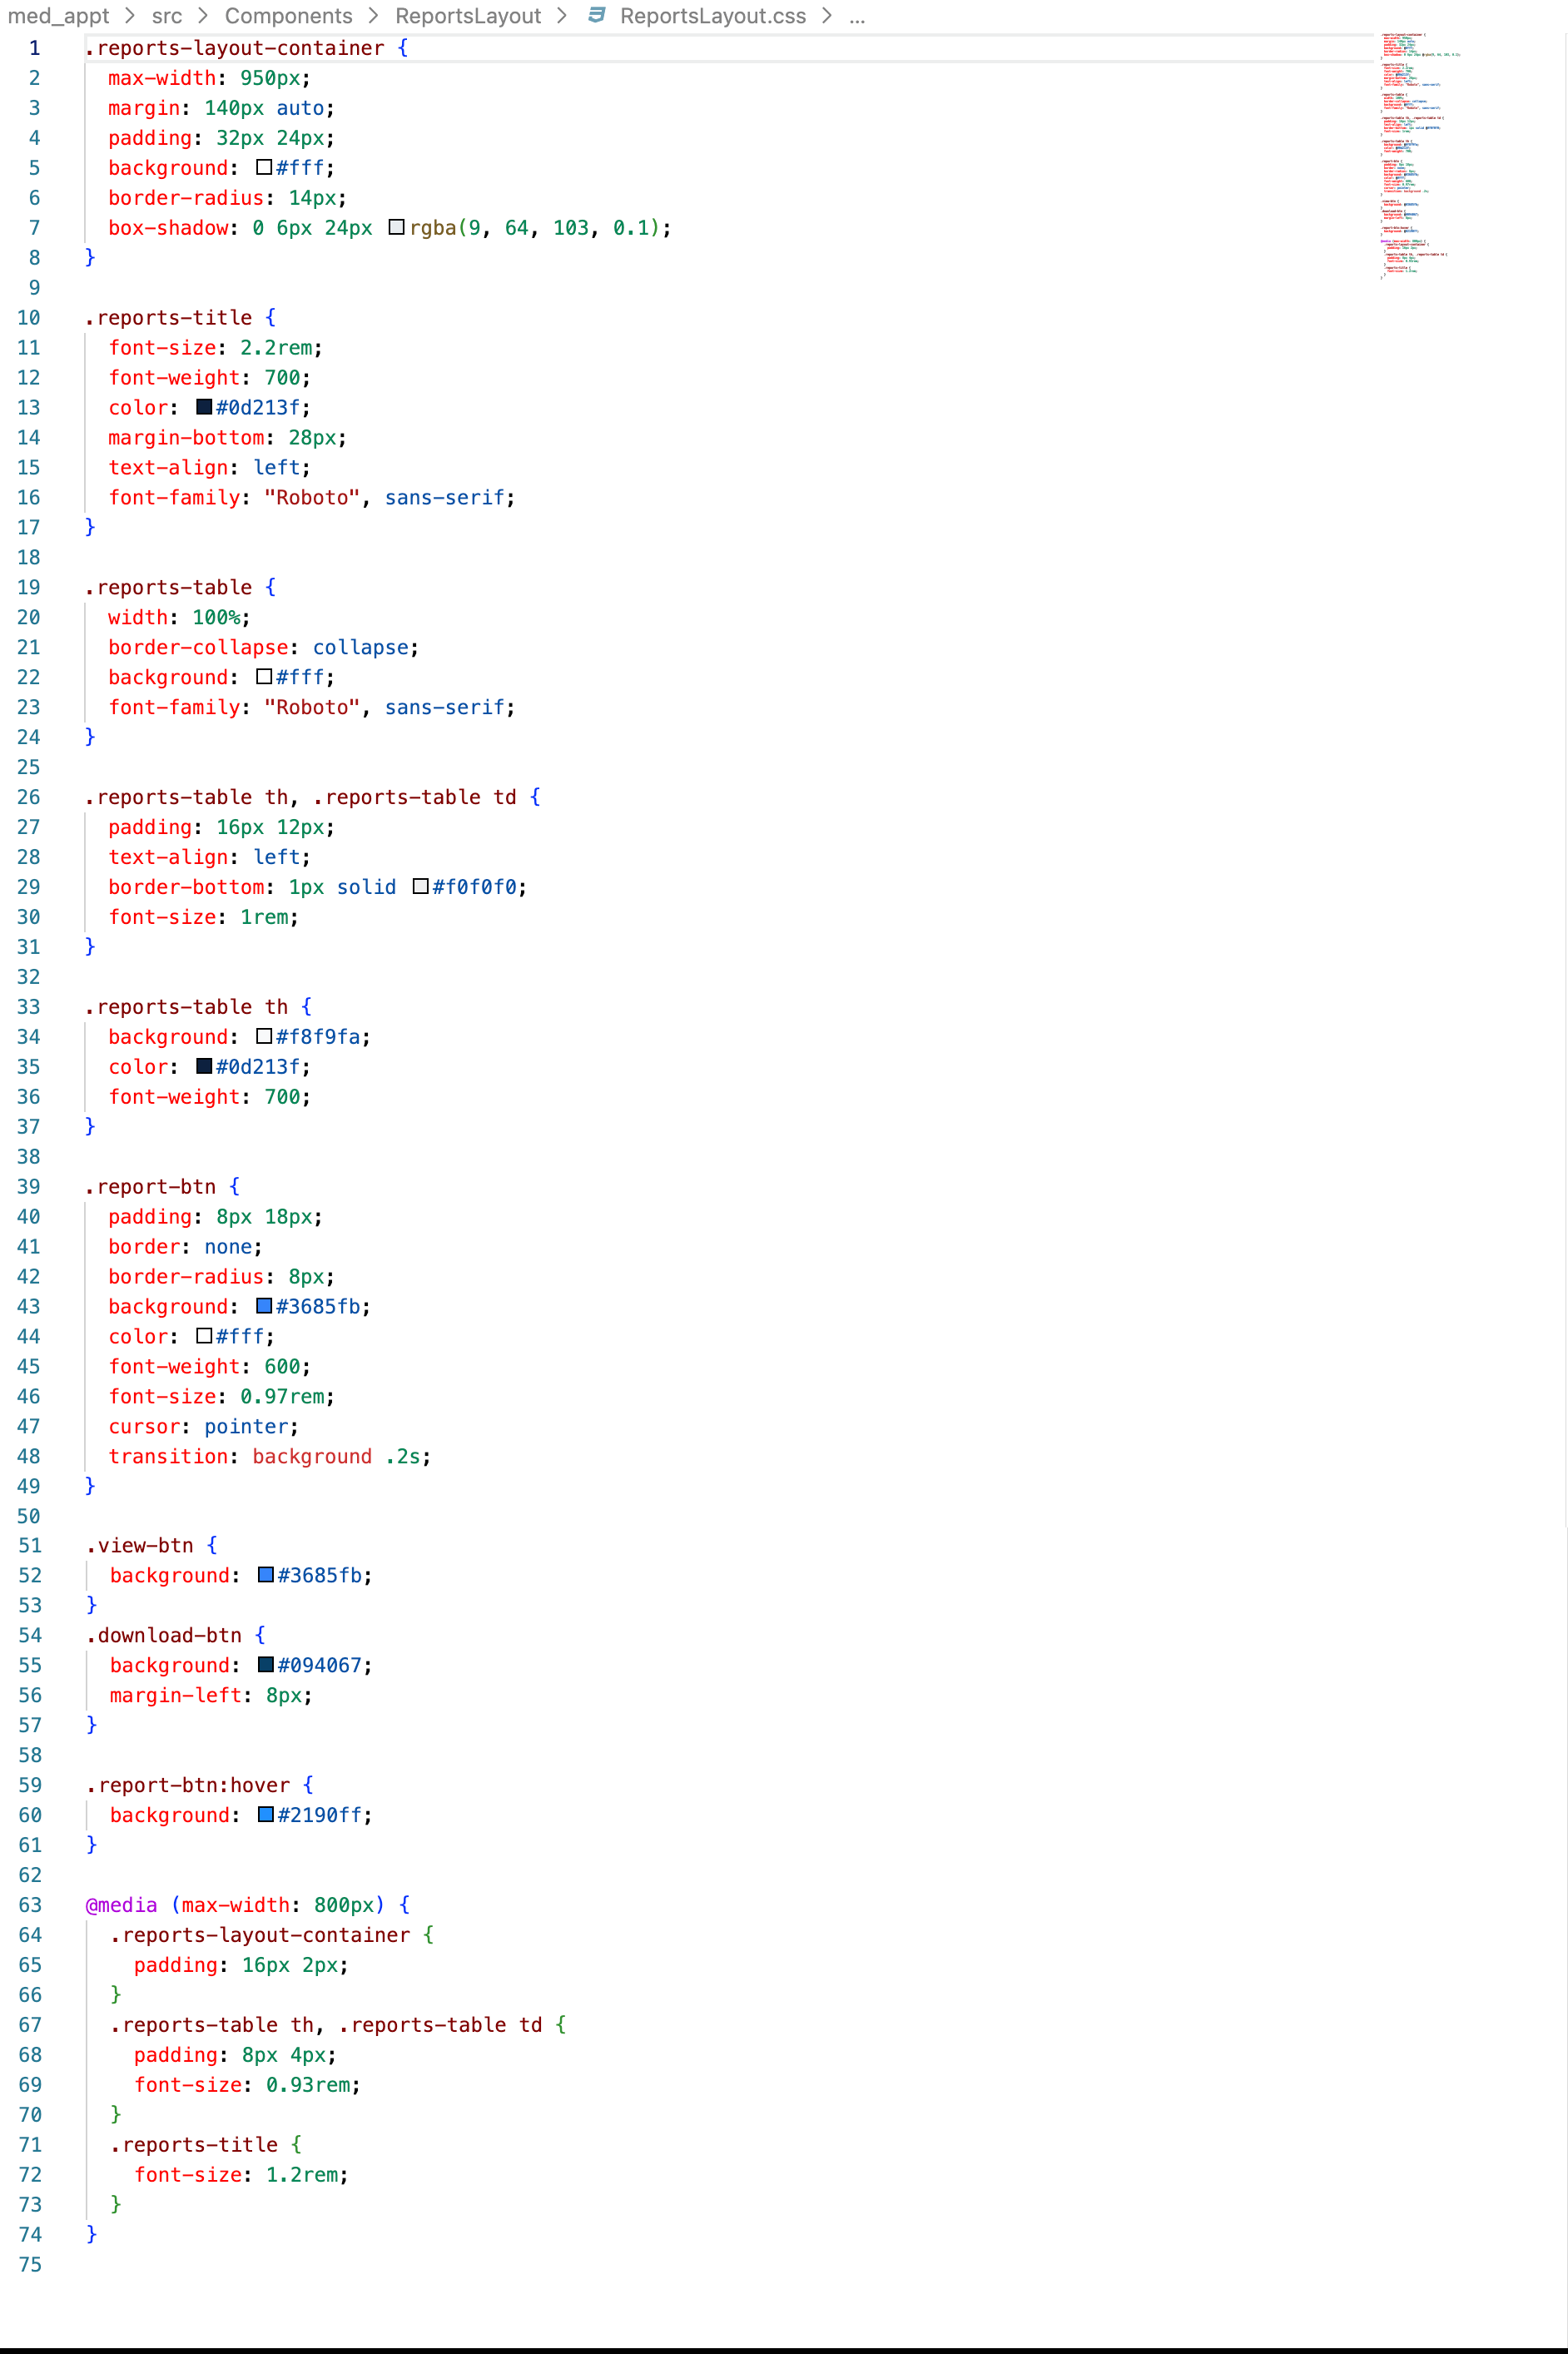 med_appt > src > Components > ReportsLayout > ReportsLayout.css > ...
1 .reports-layout-container {
2 max-width: 950px;
3 margin: 140px auto;
4 padding: 32px 24px;
5 background: #fff;
6 border-radius: 14px;
7 box-shadow: 0 6px 24px rgba(9, 64, 103, 0.1);
8 }
9
10 .reports-title {
11 font-size: 2.2rem;
12 font-weight: 700;
13 color: #0d213f;
14 margin-bottom: 28px;
15 text-align: left;
16 font-family: "Roboto", sans-serif;
17 }
18
19 .reports-table {
20 width: 100%;
21 border-collapse: collapse;
22 background: #fff;
23 font-family: "Roboto", sans-serif;
24 }
25
26 .reports-table th, .reports-table td {
27 padding: 16px 12px;
28 text-align: left;
29 border-bottom: 1px solid #f0f0f0;
30 font-size: 1rem;
31 }
32
33 .reports-table th {
34 background: #f8f9fa;
35 color: #0d213f;
36 font-weight: 700;
37 }
38
39 .report-btn {
40 padding: 8px 18px;
41 border: none;
42 border-radius: 8px;
43 background: #3685fb;
44 color: #fff;
45 font-weight: 600;
46 font-size: 0.97rem;
47 cursor: pointer;
48 transition: background .2s;
49 }
50
51 .view-btn {
52 background: #3685fb;
53 }
54 .download-btn {
55 background: #094067;
56 margin-left: 8px;
57 }
58
59 .report-btn:hover {
60 background: #2190ff;
61 }
62
63 @media (max-width: 800px) {
64 .reports-layout-container {
65 padding: 16px 2px;
66 }
67 .reports-table th, .reports-table td {
68 padding: 8px 4px;
69 font-size: 0.93rem;
70 }
71 .reports-title {
72 font-size: 1.2rem;
73 }
74 }
75